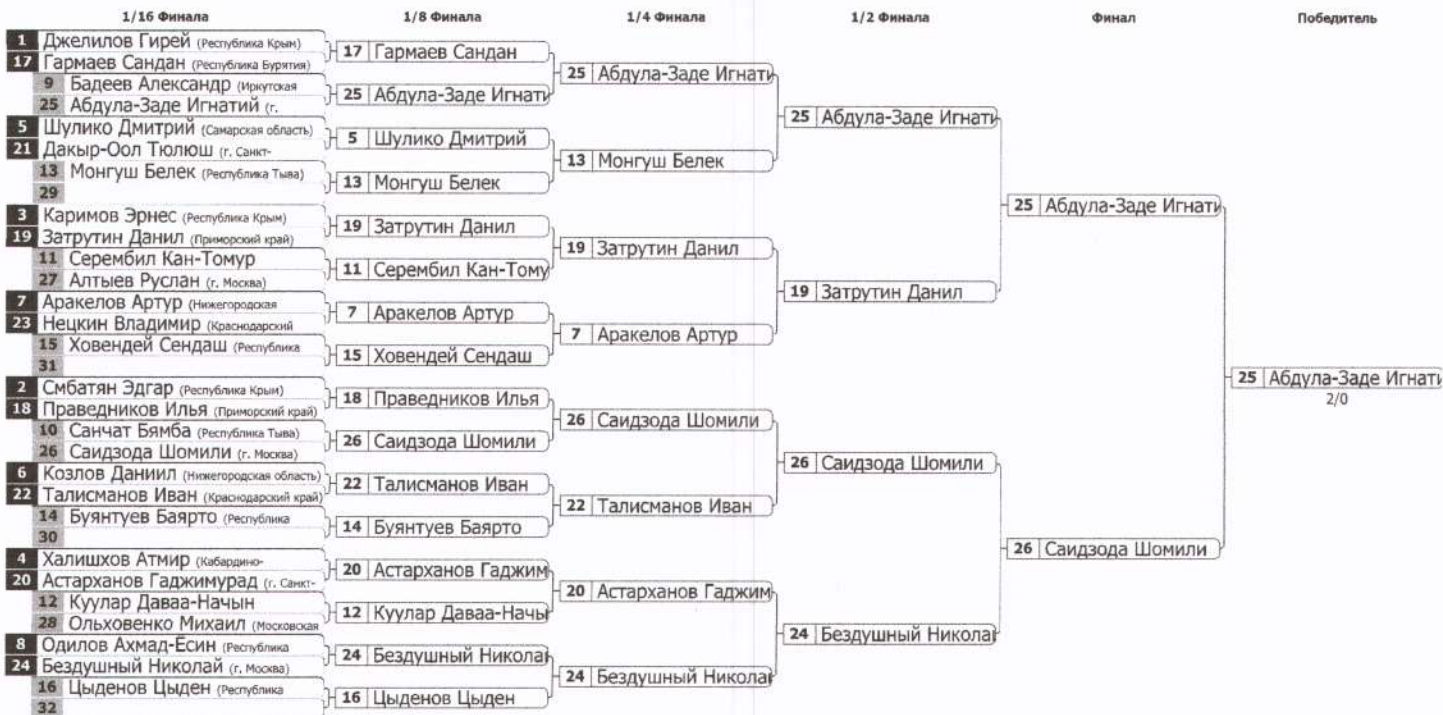 1/16 Финала
1/8 Финала
1/4 Финала
1/2 Финала
Финал
Победитель
1 Джелилов Гирей (Республика Крым)
17 Гармаев Сандан (Республика Бурятия)
9 Бадеев Александр (Иркутская
25 Абдула-Заде Игнатий (г.
5 Шулико Дмитрий (Самарская область)
21 Дакыр-Оол Тюлюш (г. Санкт-
13 Монгуш Белек (Республика Тыва)
29
3 Каримов Эрнес (Республика Крым)
19 Затрутин Данил (Приморский край)
11 Серембил Кан-Томур
27 Алтыев Руслан (г. Москва)
7 Аракелов Артур (Нижегородская
23 Нецкин Владимир (Краснодарский
15 Ховендей Сендаш (Республика
31
2 Смбатян Эдгар (Республика Крым)
18 Праведников Илья (Приморский край)
10 Санчат Бямба (Республика Тыва)
26 Саидзода Шомили (г. Москва)
6 Козлов Даниил (Нижегородская область)
22 Талисманов Иван (Краснодарский край)
14 Буянтуев Баярто (Республика
30
4 Халишхов Атмир (Кабардино-
20 Астарханов Гаджимурад (г. Санкт-
12 Куулар Даваа-Начын
28 Ольховенко Михаил (Московская
8 Одилов Ахмад-Есин (Республика
24 Бездушный Николай (г. Москва)
16 Цыденов Цыден (Республика
32
17 Гармаев Сандан
25 Абдула-Заде Игнати
5 Шулико Дмитрий
13 Монгуш Белек
19 Затрутин Данил
11 Серембил Кан-Тому
7 Аракелов Артур
15 Ховендей Сендаш
18 Праведников Илья
26 Саидзода Шомили
22 Талисманов Иван
14 Буянтуев Баярто
20 Астарханов Гаджим
12 Куулар Даваа-Начы
24 Бездушный Николай
16 Цыденов Цыден
25 Абдула-Заде Игнати
13 Монгуш Белек
19 Затрутин Данил
7 Аракелов Артур
26 Саидзода Шомили
22 Талисманов Иван
20 Астарханов Гаджим
24 Бездушный Николай
25 Абдула-Заде Игнати
19 Затрутин Данил
26 Саидзода Шомили
24 Бездушный Николай
25 Абдула-Заде Игнати
26 Саидзода Шомили
25 Абдула-Заде Игнати
2/0